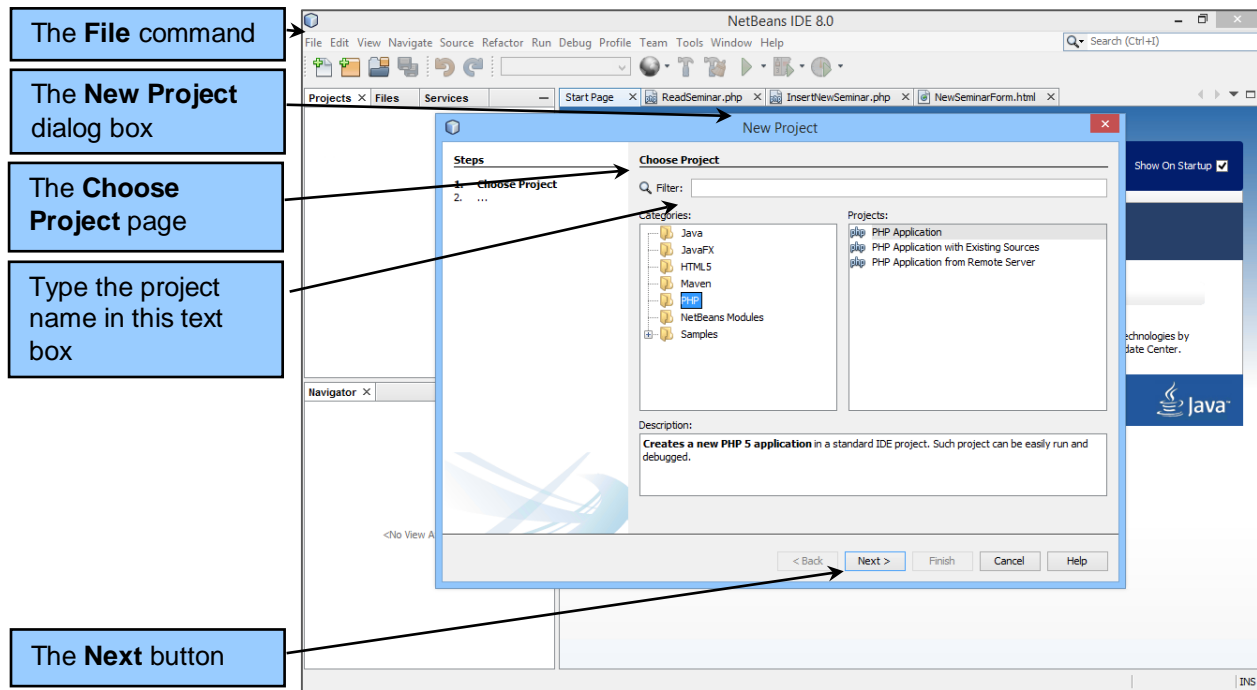 The File command
The New Project
dialog box
The Choose
Project page
Type the project
name in this text
box
The Next button
NetBeans IDE 8.0
File Edit View Navigate Source Refactor Run Debug Profile Team Tools Window Help
Search (Ctrl+I)
Projects Files Services
Start Page ReadSeminar.php InsertNewSeminar.php NewSeminarForm.html
New Project
Steps
1. Choose Project
2. ...
Choose Project
Filter:
Categories:
Java
JavaFX
HTML5
Maven
PHP
NetBeans Modules
Samples
Projects:
php PHP Application
php PHP Application with Existing Sources
php PHP Application from Remote Server
Description:
Creates a new PHP 5 application in a standard IDE project. Such project can be easily run and
debugged.
< Back Next > Finish Cancel Help
Show On Startup
by
Center.
Java
Navigator
<No View A
INS